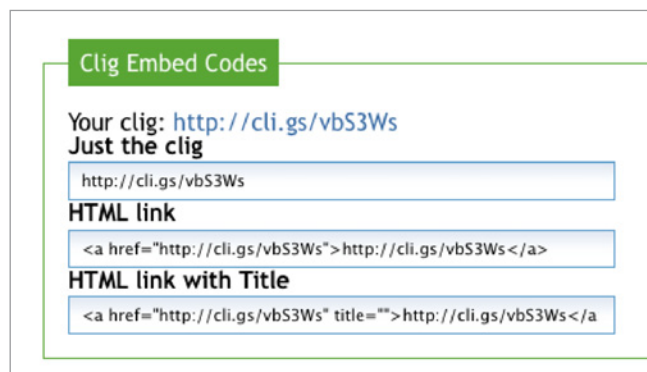 Clig Embed Codes
Your clig: http://cli.gs/vbS3Ws
Just the clig
http://cli.gs/vbS3Ws
HTML link
<a href="http://cli.gs/vbS3Ws">http://cli.gs/vbS3Ws</a>
HTML link with Title
<a href="http://cli.gs/vbS3Ws" title="">http://cli.gs/vbS3Ws</a